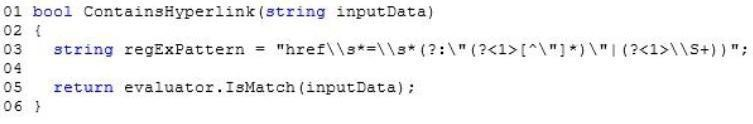 01 bool ContainsHyperlink(string inputData)
02 {
03   string regExPattern = "href\\s*=\\s*(?:\"(?<1>[^\"]*)\"|(?<1>\\S+))";
04
05   return evaluator.IsMatch(inputData);
06 }